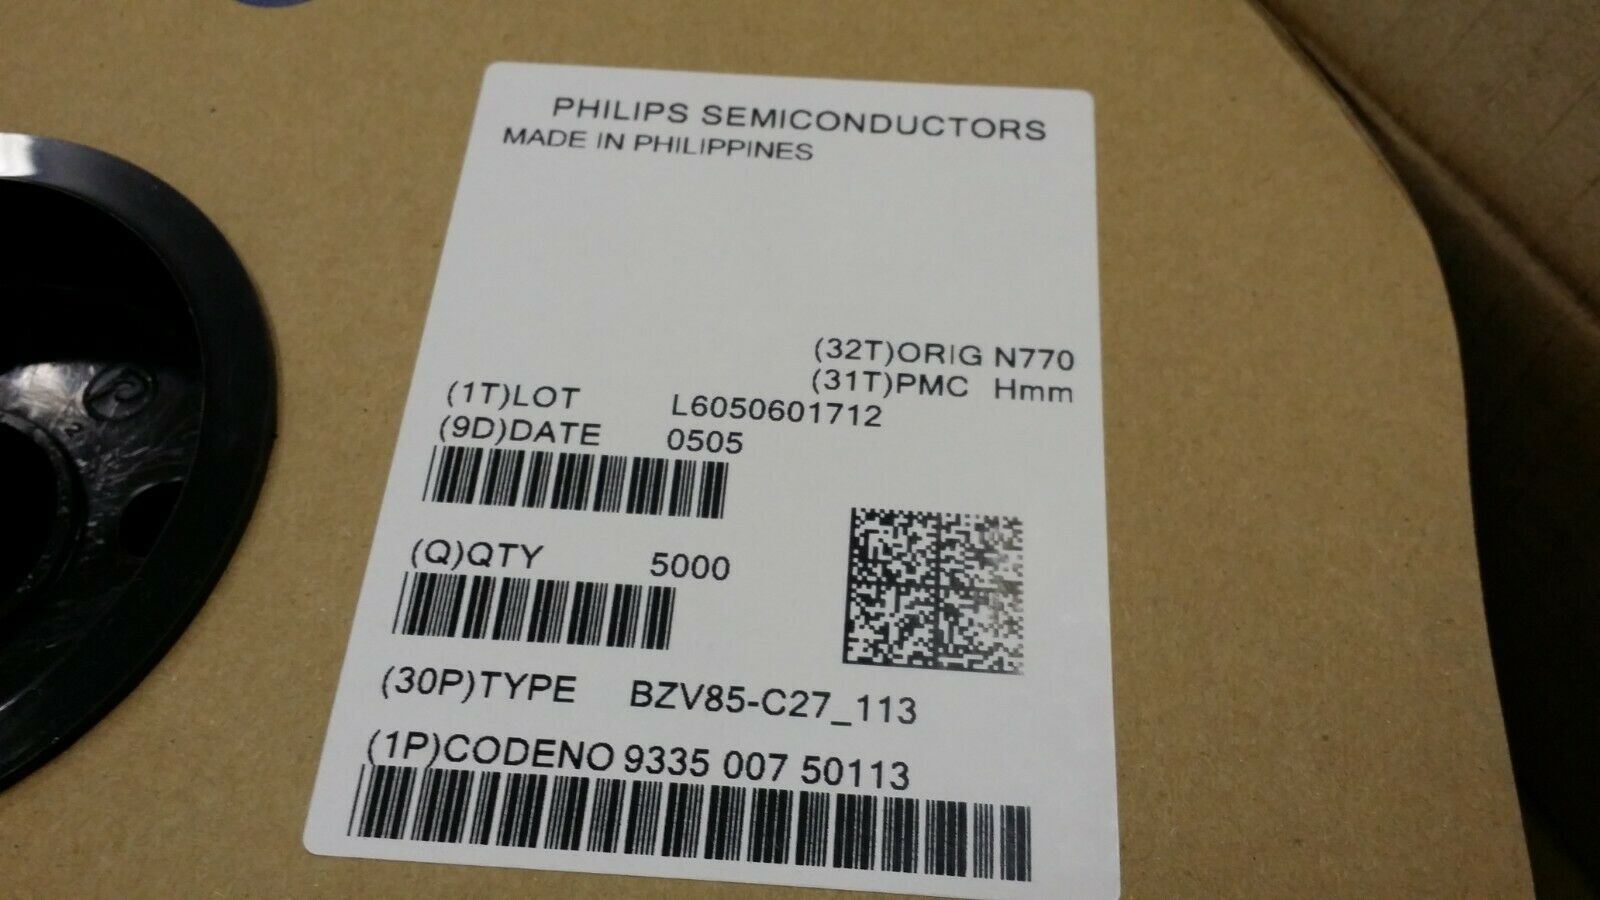 PHILIPS SEMICONDUCTORS
MADE IN PHILIPPINES
(32T)ORIG N770
(31T)PMC Hmm
(1T)LOT L6050601712
(9D)DATE 0505
(Q)QTY 5000
(30P)TYPE BZV85-C27_113
(1P)CODENO 9335 007 50113